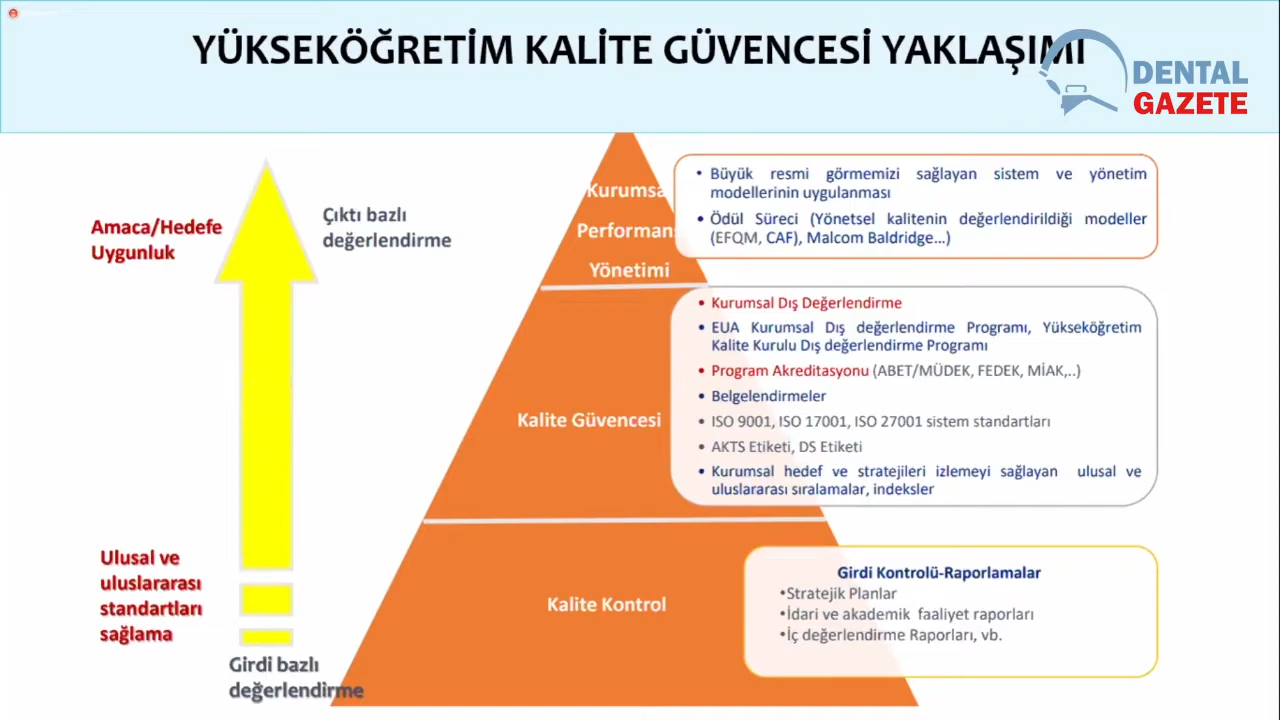 YÜKSEKÖĞRETİM KALİTE GÜVENCESİ YAKLAŞIMI
DENTAL
GAZETE
Amaca/Hedefe
Uygunluk
Çıktı bazlı
değerlendirme
Kurumsa
Performans
Yönetimi
• Büyük resmi görmemizi sağlayan sistem ve yönetim
modellerinin uygulanması
• Ödül Süreci (Yönetsel kalitenin değerlendirildiği modeller
(EFQM, CAF), Malcom Baldridge…)
Kalite Güvencesi
• Kurumsal Dış Değerlendirme
• EUA Kurumsal Dış değerlendirme Programı, Yükseköğretim
Kalite Kurulu Dış değerlendirme Programı
• Program Akreditasyonu (ABET/MÜDEK, FEDEK, MİAK,..)
• Belgelendirmeler
• ISO 9001, ISO 17001, ISO 27001 sistem standartları
• AKTS Etiketi, DS Etiketi
• Kurumsal hedef ve stratejileri izlemeyi sağlayan ulusal ve
uluslararası sıralamalar, indeksler
Ulusal ve
uluslararası
standartları
sağlama
Girdi bazlı
değerlendirme
Kalite Kontrol
Girdi Kontrolü-Raporlamalar
•Stratejik Planlar
•İdari ve akademik faaliyet raporları
•İç değerlendirme Raporları, vb.